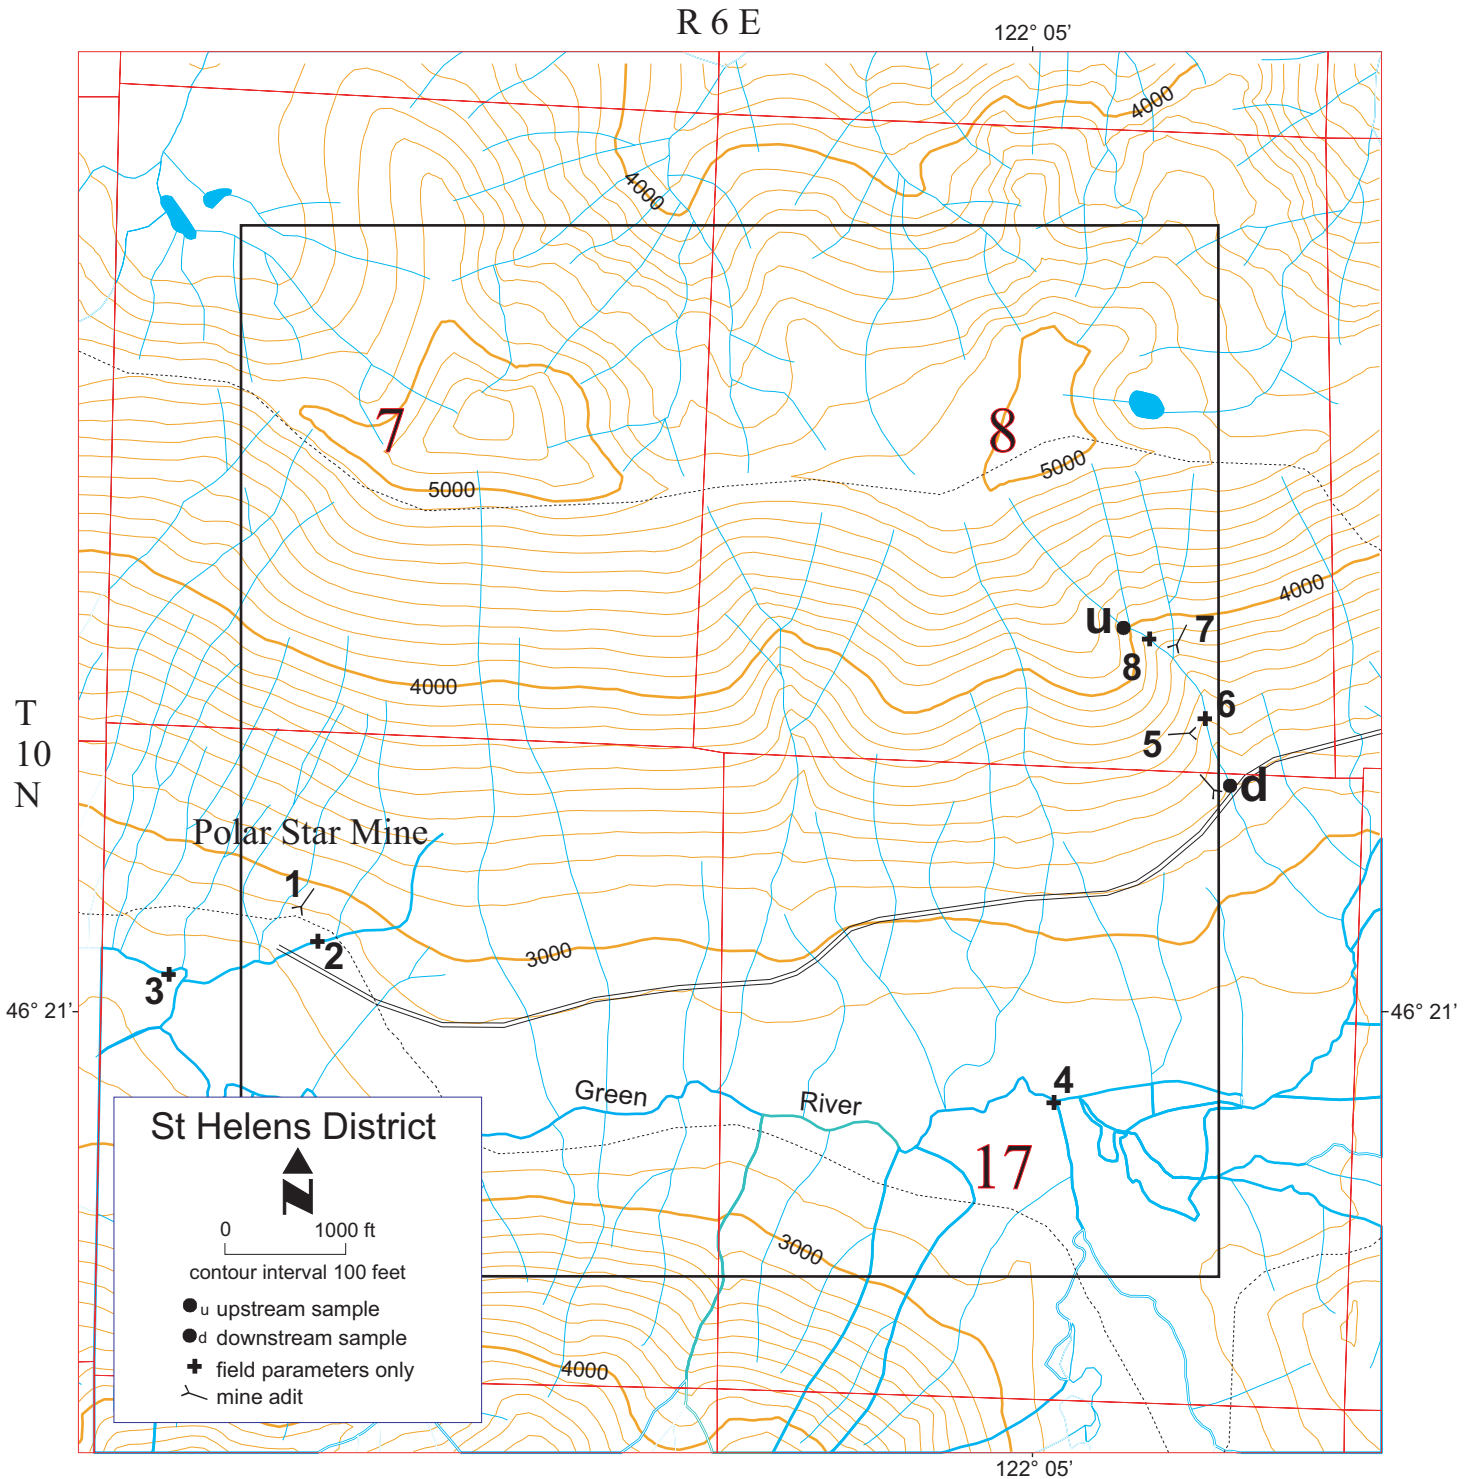 R 6 E
122° 05'
4000
4000
7
8
5000
5000
4000
u
7
8
4000
6
5
T
10
N
d
Polar Star Mine
1
2
3000
3
46° 21'
46° 21'
4
Green
River
St Helens District
17
N
0 1000 ft
3000
contour interval 100 feet
u upstream sample
d downstream sample
field parameters only
4000
mine adit
122° 05'